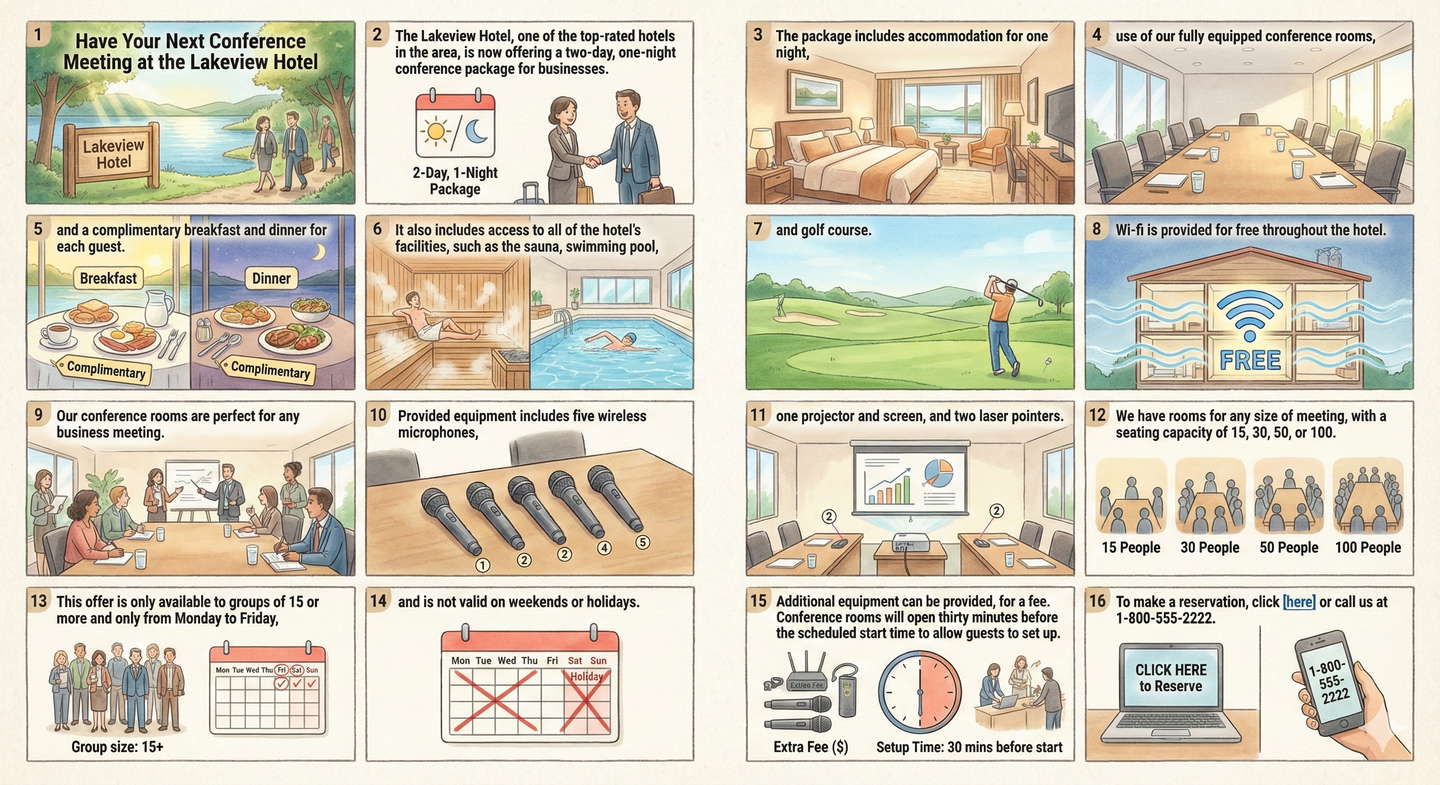 1
Have Your Next Conference
Meeting at the Lakeview Hotel
Lakeview
Hotel
2
The Lakeview Hotel, one of the top-rated hotels
in the area, is now offering a two-day, one-night
conference package for businesses.
2-Day, 1-Night
Package
3
The package includes accommodation for one
night,
4
use of our fully equipped conference rooms,
5
and a complimentary breakfast and dinner for
each guest.
Breakfast
Dinner
Complimentary
Complimentary
6
It also includes access to all of the hotel's
facilities, such as the sauna, swimming pool,
7
and golf course.
8
Wi-fi is provided for free throughout the hotel.
FREE
9
Our conference rooms are perfect for any
business meeting.
10
Provided equipment includes five wireless
microphones,
1
2
2
4
5
11
one projector and screen, and two laser pointers.
2
2
12
We have rooms for any size of meeting, with a
seating capacity of 15, 30, 50, or 100.
15 People
30 People
50 People
100 People
13
This offer is only available to groups of 15 or
more and only from Monday to Friday,
Mon Tue Wed Thu Fri Sat Sun
Group size: 15+
14
and is not valid on weekends or holidays.
Mon Tue Wed Thu Fri Sat Sun
Holiday
15
Additional equipment can be provided, for a fee.
Conference rooms will open thirty minutes before
the scheduled start time to allow guests to set up.
Extra Fee ($)
Setup Time: 30 mins before start
16
To make a reservation, click [here] or call us at
1-800-555-2222.
CLICK HERE
to Reserve
1-800-
555-
2222